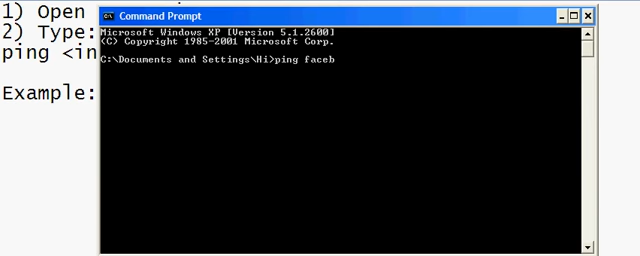 1) Open
2) Type:
ping <in
Example:
Command Prompt
Microsoft Windows XP [Version 5.1.2600]
(C) Copyright 1985-2001 Microsoft Corp.
C:\Documents and Settings\Hi>ping faceb